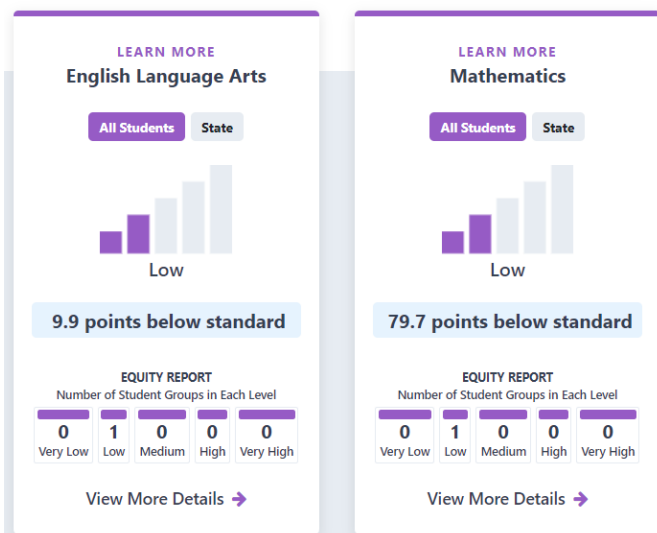 LEARN MORE
English Language Arts
All Students State
Low
9.9 points below standard
EQUITY REPORT
Number of Student Groups in Each Level
0 1 0 0 0
Very Low Low Medium High Very High
View More Details
LEARN MORE
Mathematics
All Students State
Low
79.7 points below standard
EQUITY REPORT
Number of Student Groups in Each Level
0 1 0 0 0
Very Low Low Medium High Very High
View More Details